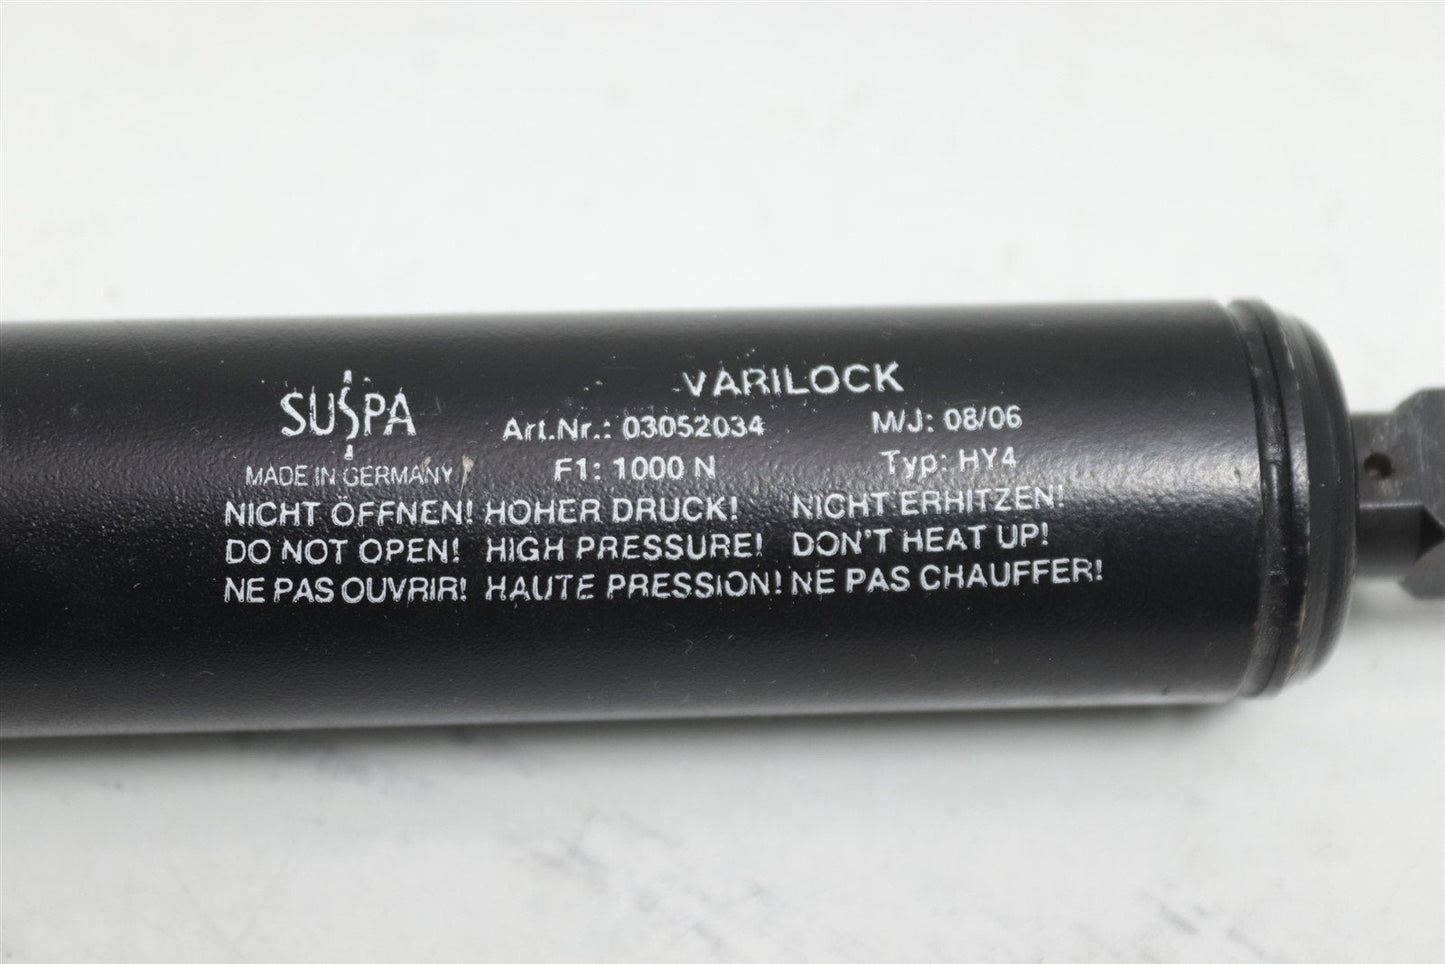 VARILOCK
SUSPA Art.Nr.: 03052034 M/J: 08/06
MADE IN GERMANY F1: 1000 N Typ: HY4
NICHT ÖFFNEN! HOHER DRUCK! NICHT ERHITZEN!
DO NOT OPEN! HIGH PRESSURE! DON'T HEAT UP!
NE PAS OUVRIR! HAUTE PRESSION! NE PAS CHAUFFER!